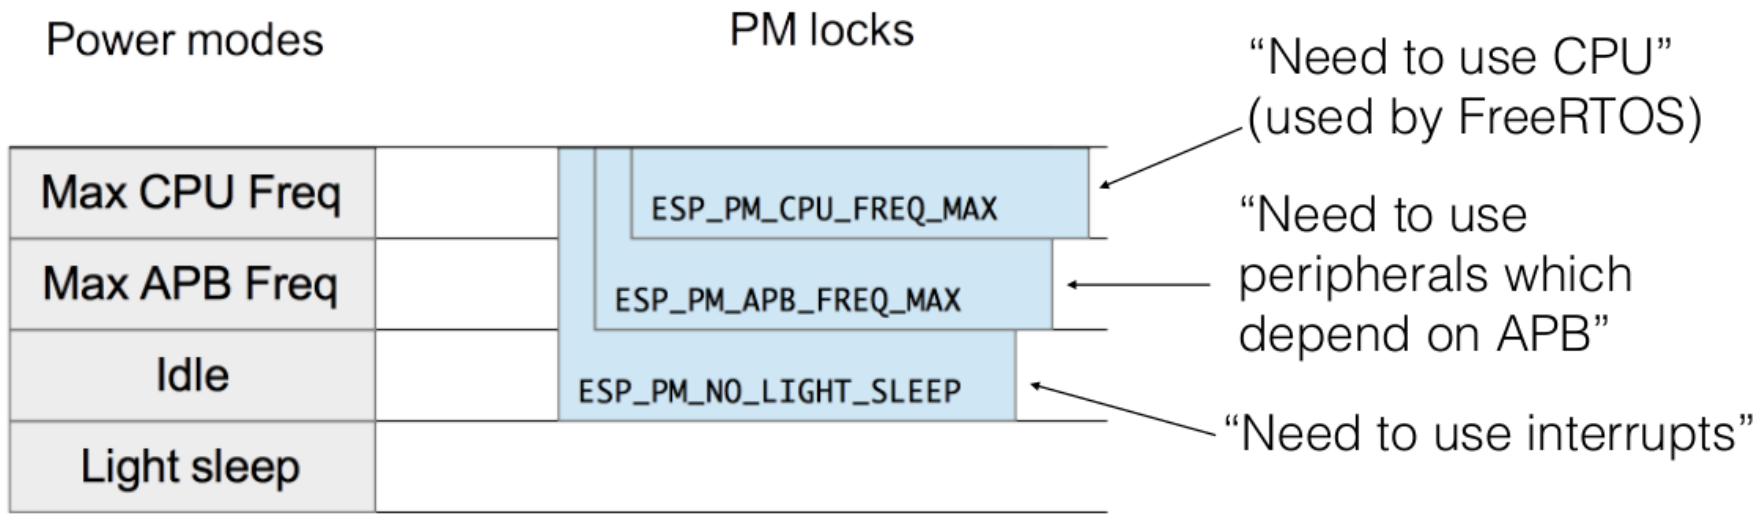 Power modes
PM locks
“Need to use CPU”
(used by FreeRTOS)
Max CPU Freq
ESP_PM_CPU_FREQ_MAX
“Need to use
peripherals which
depend on APB”
Max APB Freq
ESP_PM_APB_FREQ_MAX
Idle
ESP_PM_NO_LIGHT_SLEEP
“Need to use interrupts”
Light sleep